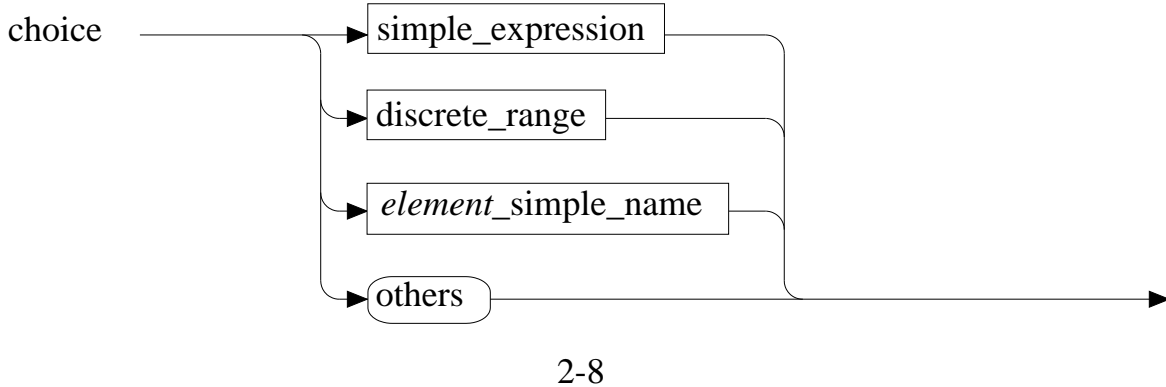 choice simple_expression
discrete_range
element_simple_name
others
2-8